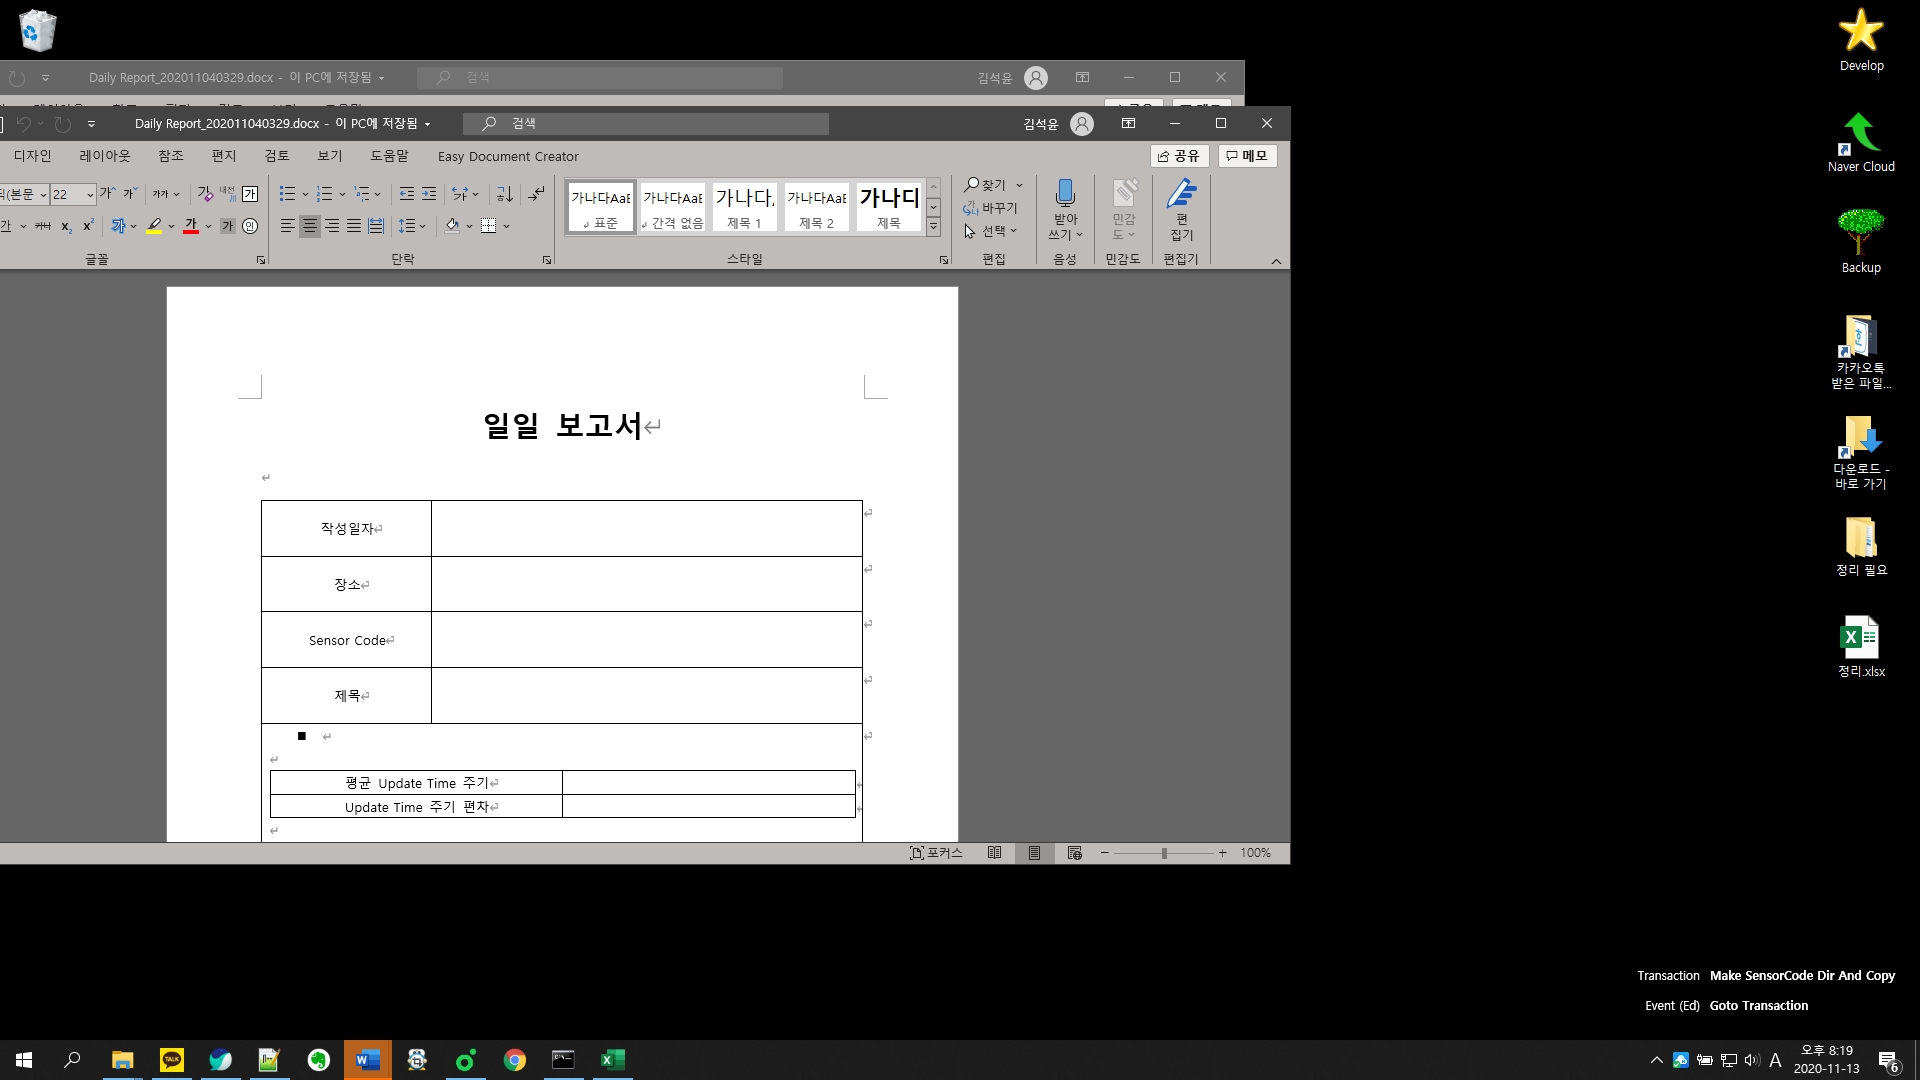 Daily Report_202011040329.docx - 이 PC에 저장됨
검색
김석윤
Daily Report_202011040329.docx - 이 PC에 저장됨
검색
김석윤
디자인 레이아웃 참조 편지 검토 보기 도움말 Easy Document Creator
공유 메모
22
가나다AaE 가나다AaE 가나다, 가나다AaE 가나디
표준 간격 없음 제목 1 제목 2 제목
찾기
바꾸기
선택
받아
쓰기
민감
도
편
집기
글꼴 단락 스타일 편집 음성 민감도 편집기
일일 보고서
작성일자
장소
Sensor Code
제목
평균 Update Time 주기
Update Time 주기 편차
포커스
100%
Develop
Naver Cloud
Backup
카카오톡
받은 파일...
다운로드 -
바로 가기
정리 필요
정리.xlsx
Transaction Make SensorCode Dir And Copy
Event (Ed) Goto Transaction
TALK
A
오후 8:19
2020-11-13
6